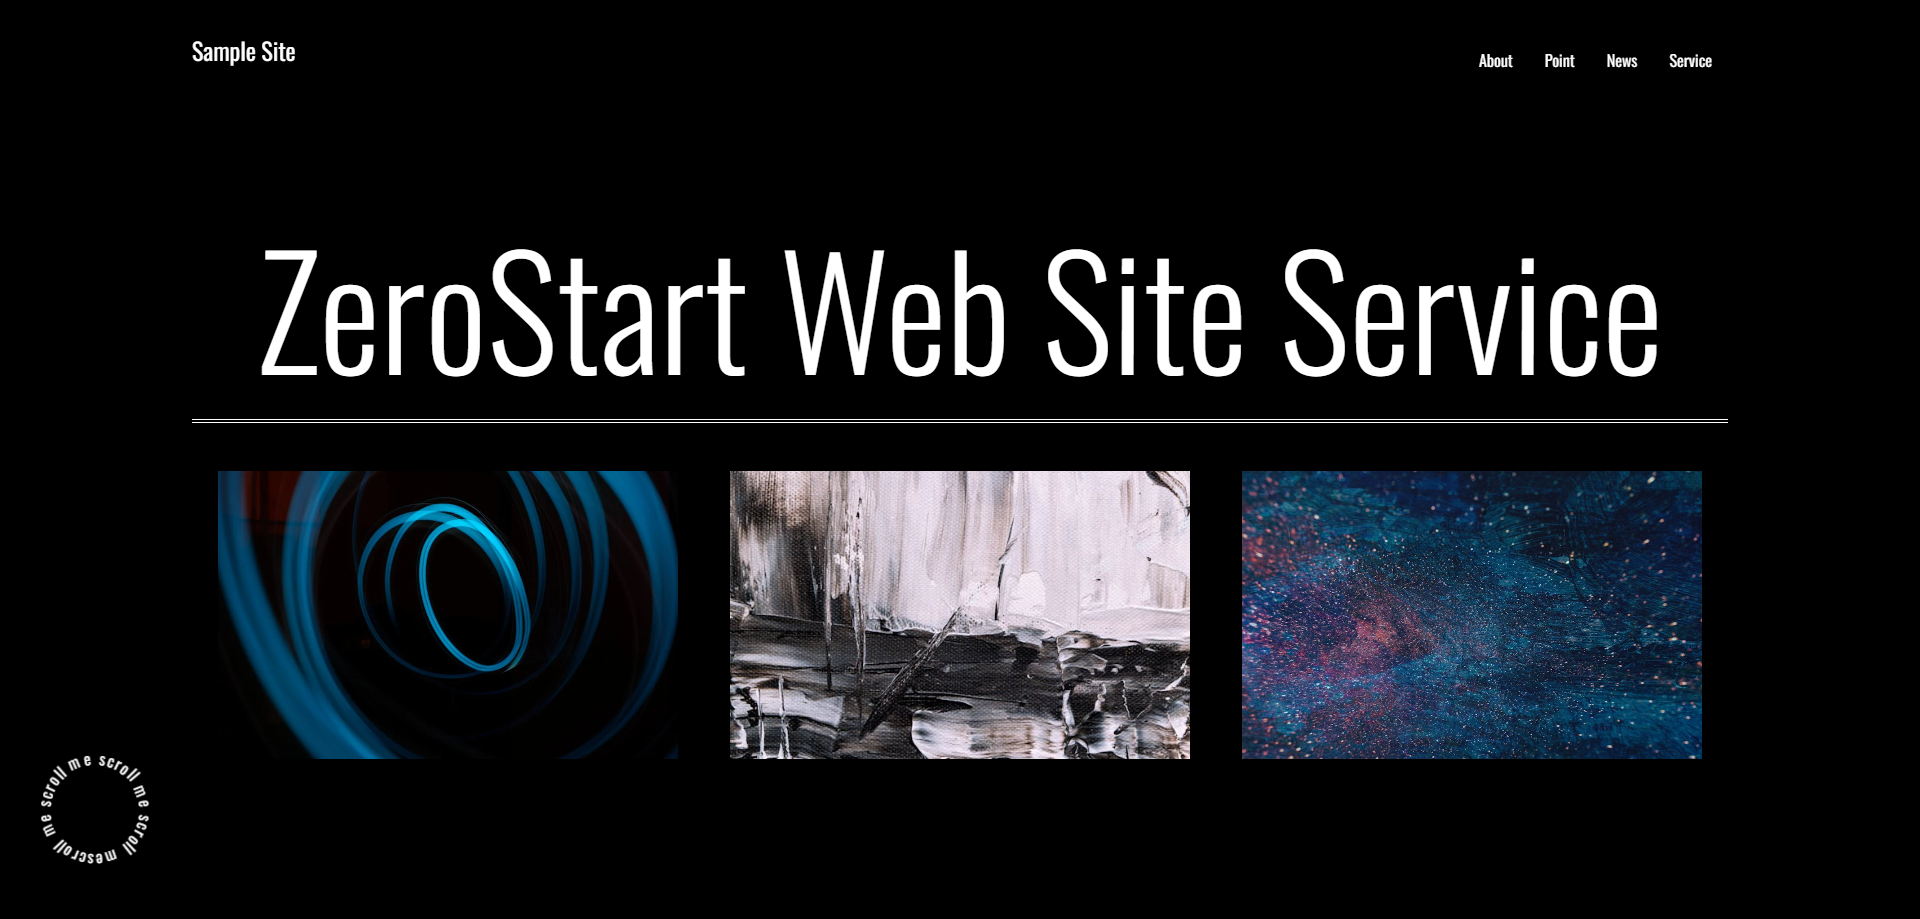 Sample Site
About Point News Service
ZeroStart Web Site Service
scroll me scroll me scroll mescroll me